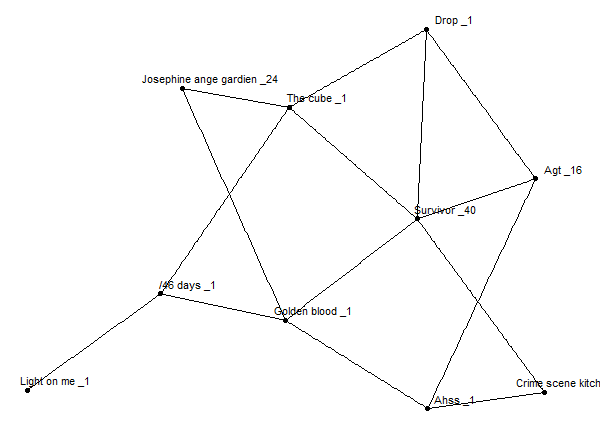 Drop _1
Josephine ange gardien _24
The cube _1
Agt _16
Survivor _40
/46 days _1
Golden blood _1
Light on me _1
Crime scene kitch
Ahss _1